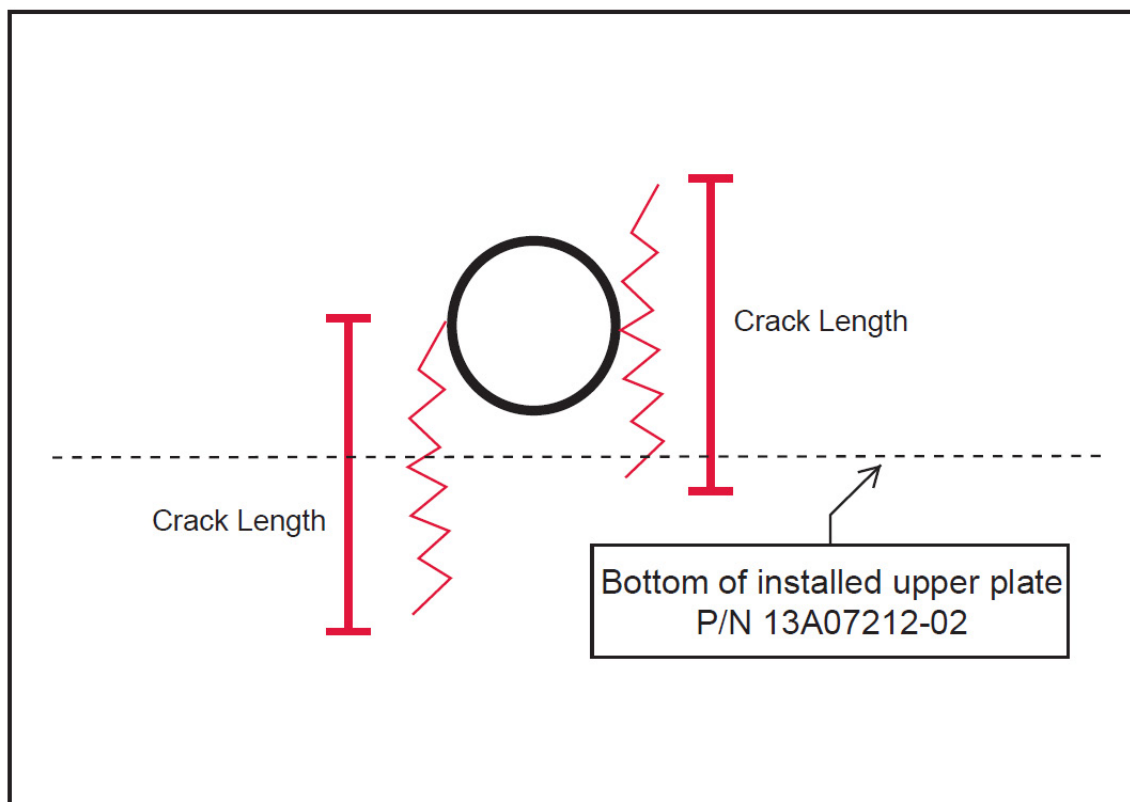 Crack Length
Crack Length
Bottom of installed upper plate
P/N 13A07212-02